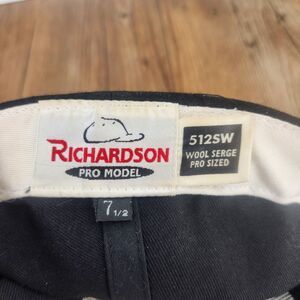 RICHARDSON
PRO MODEL
512SW
WOOL SERGE
PRO SIZED
7 1/2